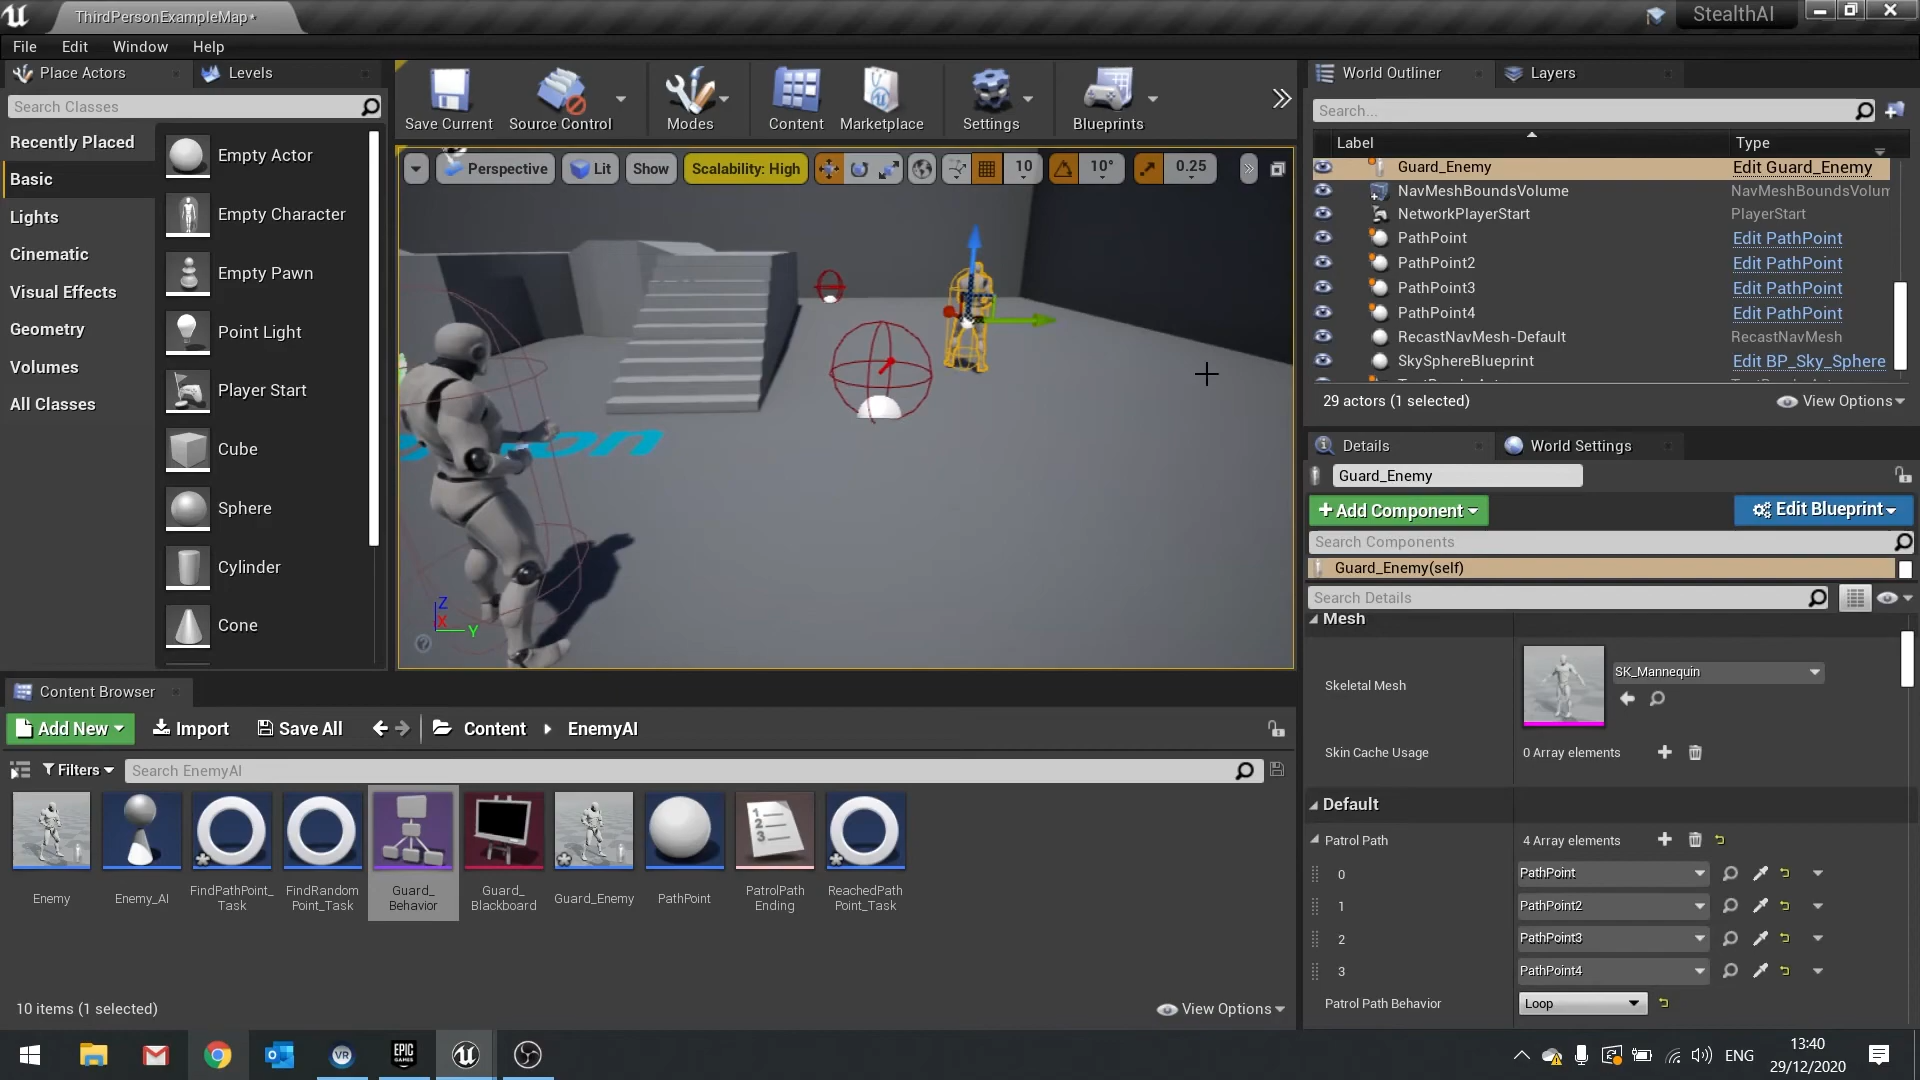 ThirdPersonExampleMap*
StealthAI
File Edit Window Help
Place Actors
Levels
Search Classes
Recently Placed
Basic
Lights
Cinematic
Visual Effects
Geometry
Volumes
All Classes
Empty Actor
Empty Character
Empty Pawn
Point Light
Player Start
Cube
Sphere
Cylinder
Cone
Save Current
Source Control
Modes
Content
Marketplace
Settings
Blueprints
Perspective
Lit
Show
Scalability: High
10
10°
0.25
Z
X
Y
World Outliner
Layers
Search...
Label
Type
Guard_Enemy Edit Guard_Enemy
NavMeshBoundsVolume NavMeshBoundsVolum
NetworkPlayerStart PlayerStart
PathPoint Edit PathPoint
PathPoint2 Edit PathPoint
PathPoint3 Edit PathPoint
PathPoint4 Edit PathPoint
RecastNavMesh-Default RecastNavMesh
SkySphereBlueprint Edit BP_Sky_Sphere
29 actors (1 selected)
View Options
Details
World Settings
Guard_Enemy
+ Add Component
Edit Blueprint
Search Components
Guard_Enemy(self)
Search Details
Mesh
Skeletal Mesh
SK_Mannequin
Skin Cache Usage
0 Array elements
Default
Patrol Path
4 Array elements
0 PathPoint
1 PathPoint2
2 PathPoint3
3 PathPoint4
Patrol Path Behavior
Loop
Content Browser
Add New
Import
Save All
Content
EnemyAI
Filters
Search EnemyAI
Enemy
Enemy_AI
FindPathPoint_
Task
FindRandom
Point_Task
Guard_
Behavior
Guard_
Blackboard
Guard_Enemy
PathPoint
PatrolPath
Ending
ReachedPath
Point_Task
10 items (1 selected)
View Options
EPIC
GAMES
ENG
13:40
29/12/2020